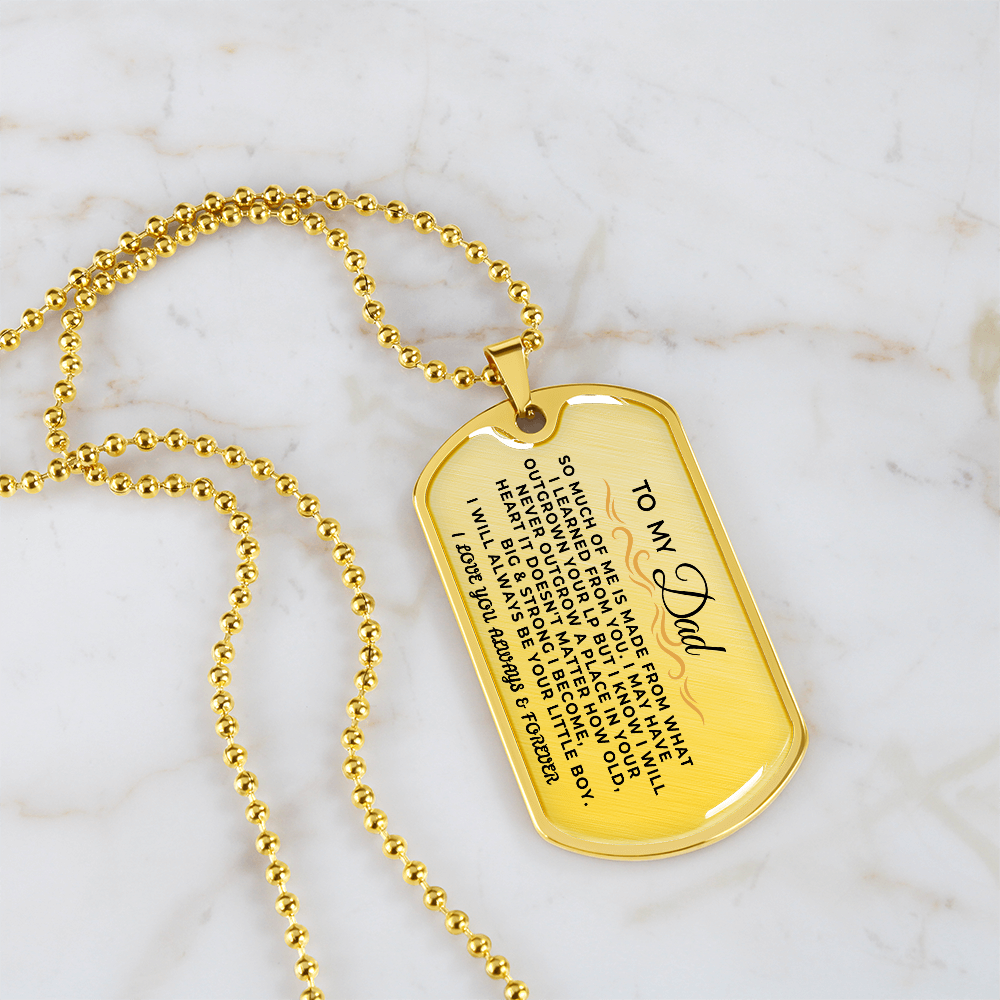 TO MY Dad
SO MUCH OF ME IS MADE FROM WHAT
I LEARNED FROM YOU. I MAY HAVE
OUTGROWN YOUR LP BUT I KNOW I WILL
NEVER OUTGROW A PLACE IN YOUR
HEART IT DOESN'T MATTER HOW OLD,
BIG & STRONG I BECOME,
I WILL ALWAYS BE YOUR LITTLE BOY.
I LOVE YOU ALWAYS & FOREVER